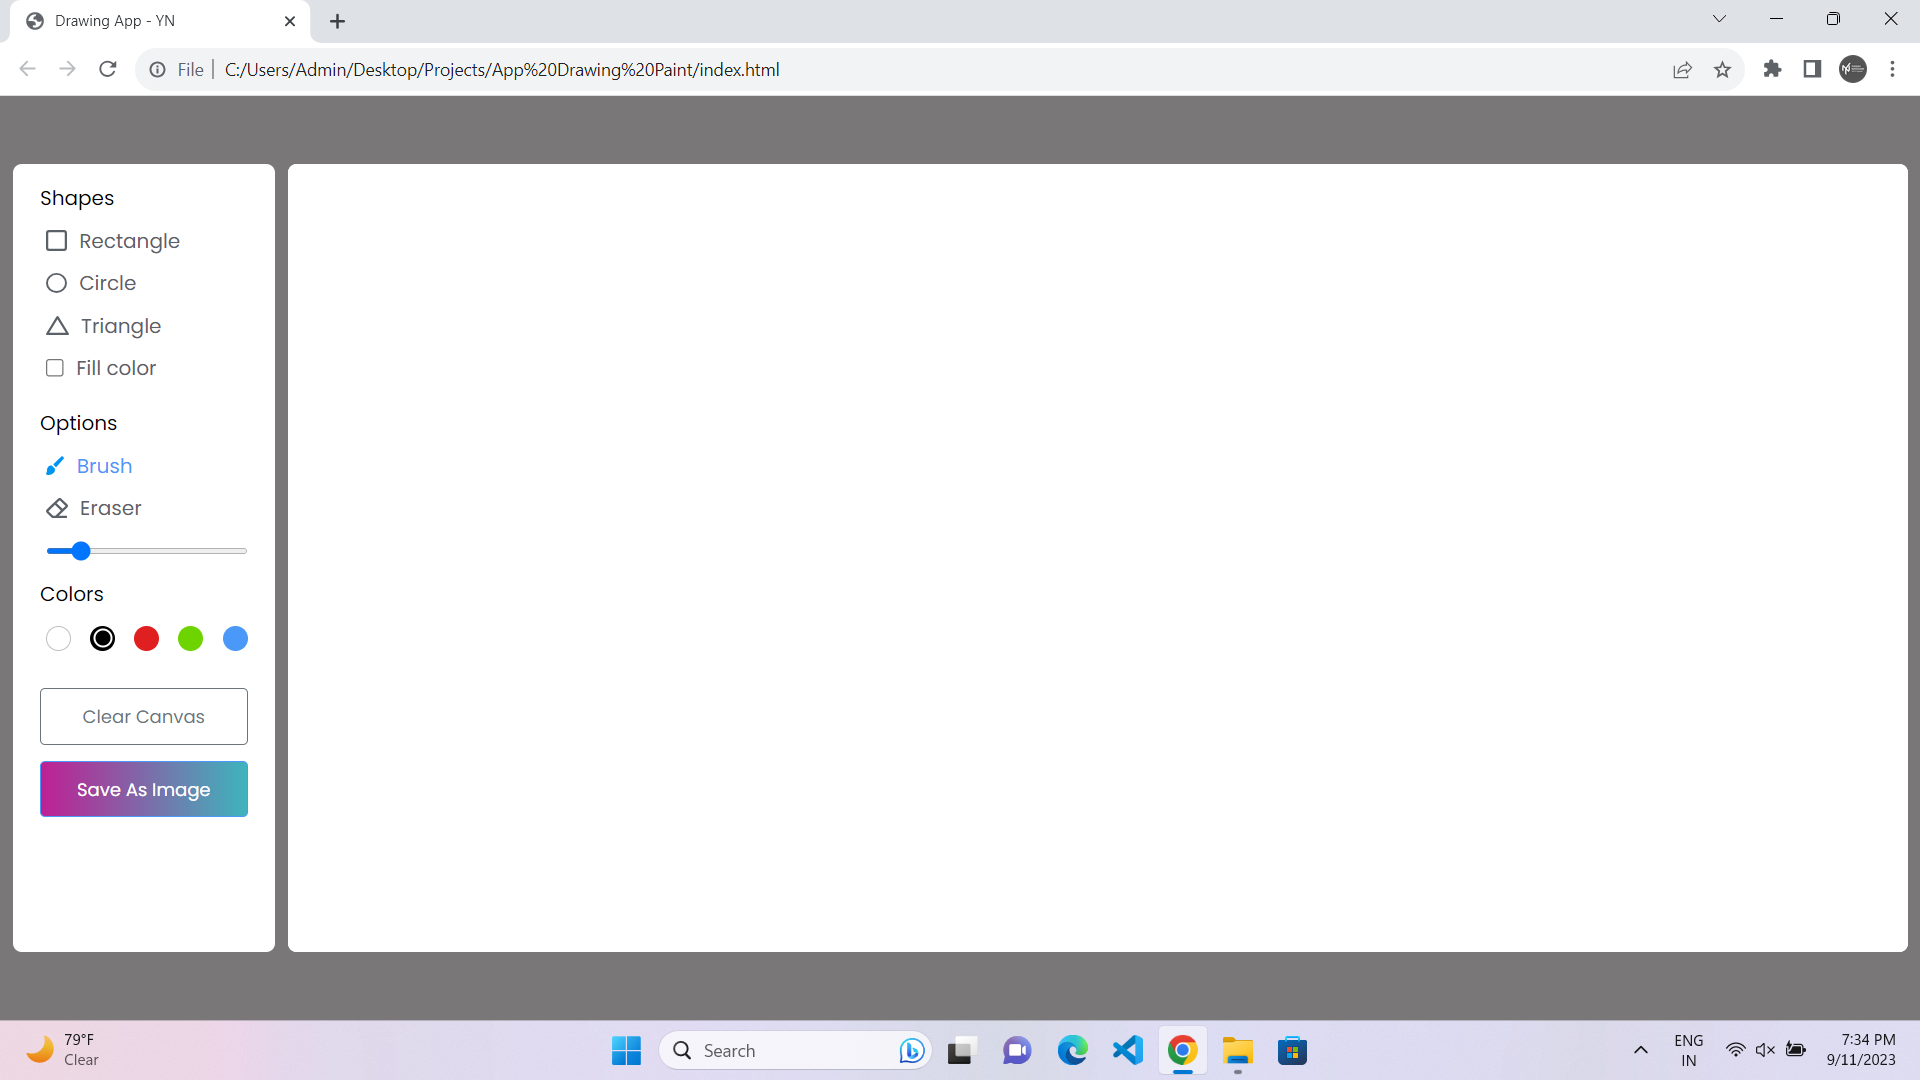 Drawing App - YN
File
C:/Users/Admin/Desktop/Projects/App%20Drawing%20Paint/index.html
Shapes
Rectangle
Circle
Triangle
Fill color
Options
Brush
Eraser
Colors
Clear Canvas
Save As Image
79°F
Clear
Search
ENG
IN
7:34 PM
9/11/2023